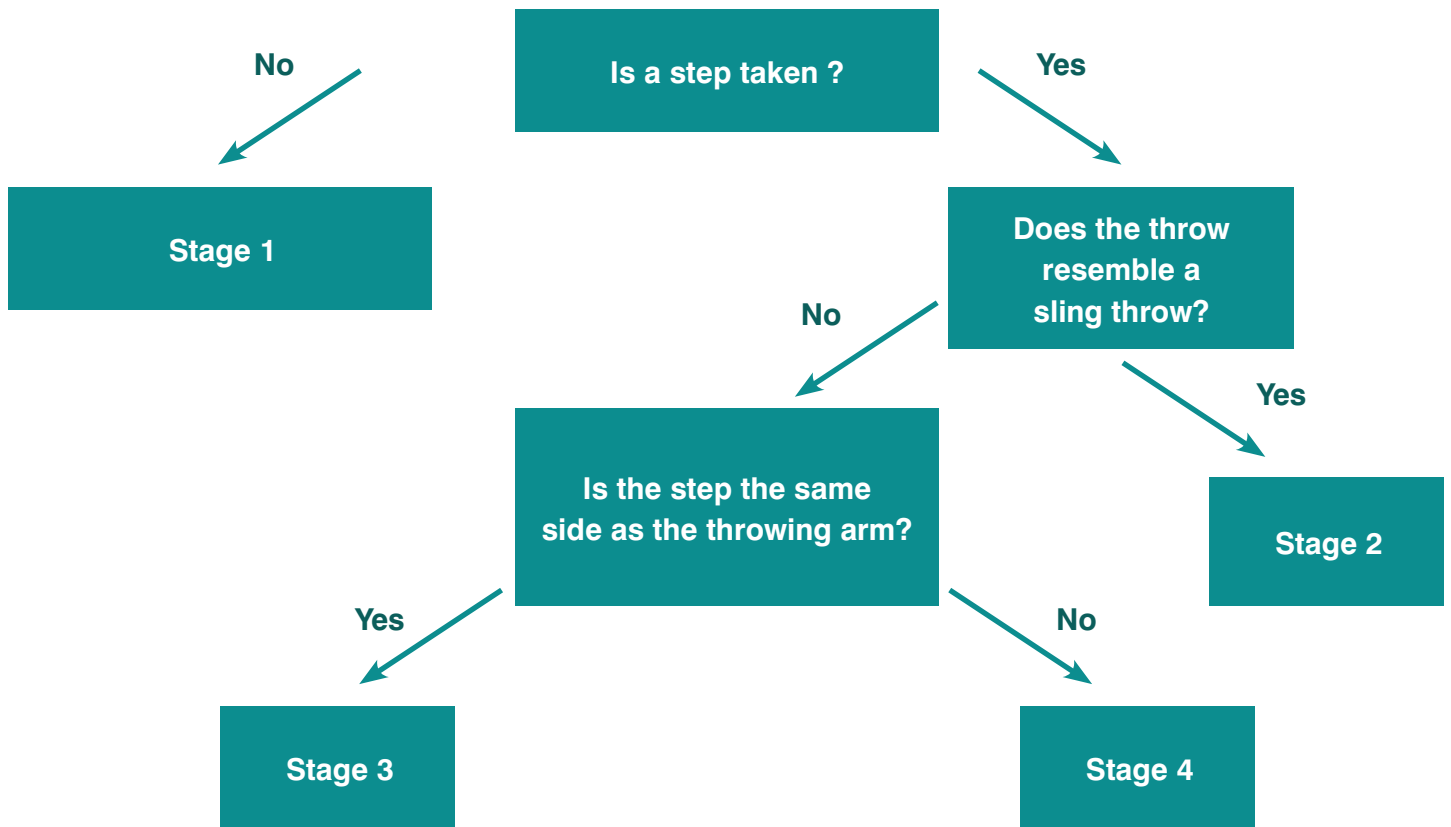 No
Is a step taken ?
Yes
Stage 1
Does the throw
resemble a
sling throw?
No
Yes
Is the step the same
side as the throwing arm?
Stage 2
Yes
No
Stage 3
Stage 4